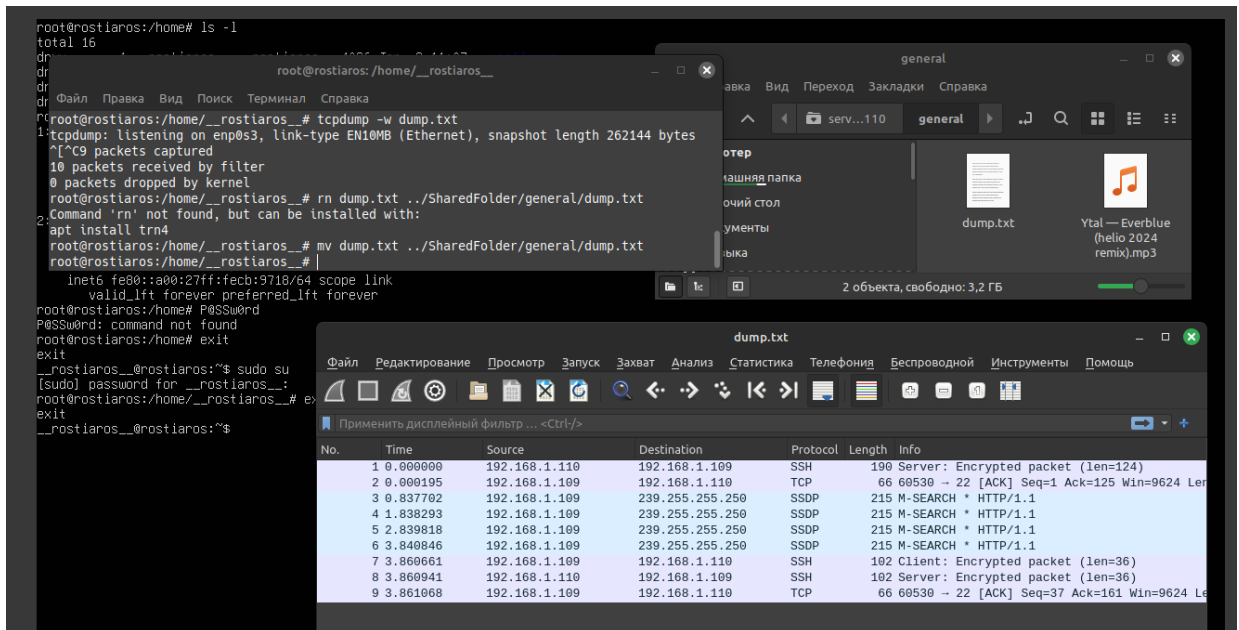 root@rostiaros:/home# ls -l
total 16
root@rostiaros: /home/__rostiaros__
Файл Правка Вид Поиск Терминал Справка
root@rostiaros:/home/__rostiaros__# tcpdump -w dump.txt
tcpdump: listening on enp0s3, link-type EN10MB (Ethernet), snapshot length 262144 bytes
^[^C9 packets captured
10 packets received by filter
0 packets dropped by kernel
root@rostiaros:/home/__rostiaros__# rn dump.txt ../SharedFolder/general/dump.txt
Command 'rn' not found, but can be installed with:
apt install trn4
root@rostiaros:/home/__rostiaros__# mv dump.txt ../SharedFolder/general/dump.txt
root@rostiaros:/home/__rostiaros__#
general
Вид Переход Закладки Справка
serv...110 general
папка
стол
dump.txt
Ytal — Everblue
(helio 2024
remix).mp3
2 объекта, свободно: 3,2 ГБ
inet6 fe80::a00:27ff:fecb:9718/64 scope link
valid_lft forever preferred_lft forever
root@rostiaros:/home# P@SSw0rd
P@SSw0rd: command not found
root@rostiaros:/home# exit
exit
__rostiaros__@rostiaros:~$ sudo su
[sudo] password for __rostiaros__:
root@rostiaros:/home/__rostiaros__# ex
exit
__rostiaros__@rostiaros:~$
dump.txt
Файл Редактирование Просмотр Запуск Захват Анализ Статистика Телефония Беспроводной Инструменты Помощь
Применить дисплейный фильтр ... <Ctrl-/>
No. Time Source Destination Protocol Length Info
1 0.000000 192.168.1.110 192.168.1.109 SSH 190 Server: Encrypted packet (len=124)
2 0.000195 192.168.1.109 192.168.1.110 TCP 66 60530 → 22 [ACK] Seq=1 Ack=125 Win=9624 Ler
3 0.837702 192.168.1.109 239.255.255.250 SSDP 215 M-SEARCH * HTTP/1.1
4 1.838293 192.168.1.109 239.255.255.250 SSDP 215 M-SEARCH * HTTP/1.1
5 2.839818 192.168.1.109 239.255.255.250 SSDP 215 M-SEARCH * HTTP/1.1
6 3.840846 192.168.1.109 239.255.255.250 SSDP 215 M-SEARCH * HTTP/1.1
7 3.860661 192.168.1.109 192.168.1.110 SSH 102 Client: Encrypted packet (len=36)
8 3.860941 192.168.1.110 192.168.1.109 SSH 102 Server: Encrypted packet (len=36)
9 3.861068 192.168.1.109 192.168.1.110 TCP 66 60530 → 22 [ACK] Seq=37 Ack=161 Win=9624 Le